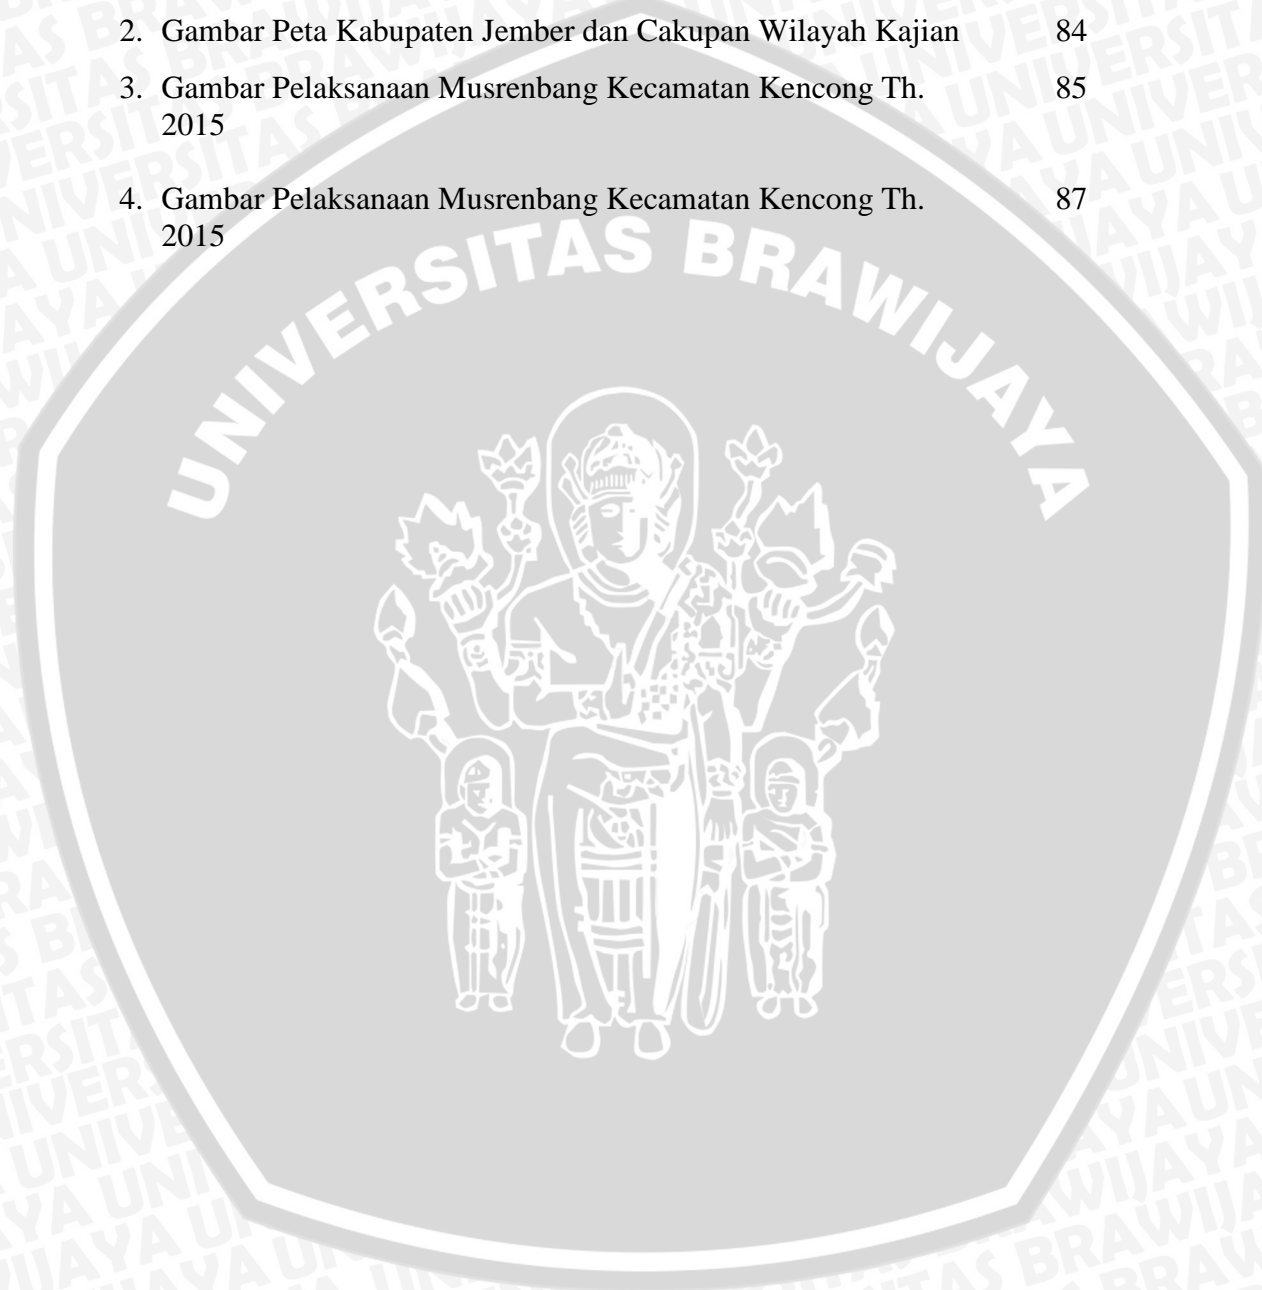 2. Gambar Peta Kabupaten Jember dan Cakupan Wilayah Kajian 84
3. Gambar Pelaksanaan Musrenbang Kecamatan Kencong Th. 85
2015
4. Gambar Pelaksanaan Musrenbang Kecamatan Kencong Th. 87
2015
UNIVERSITAS BRAWIJAYA